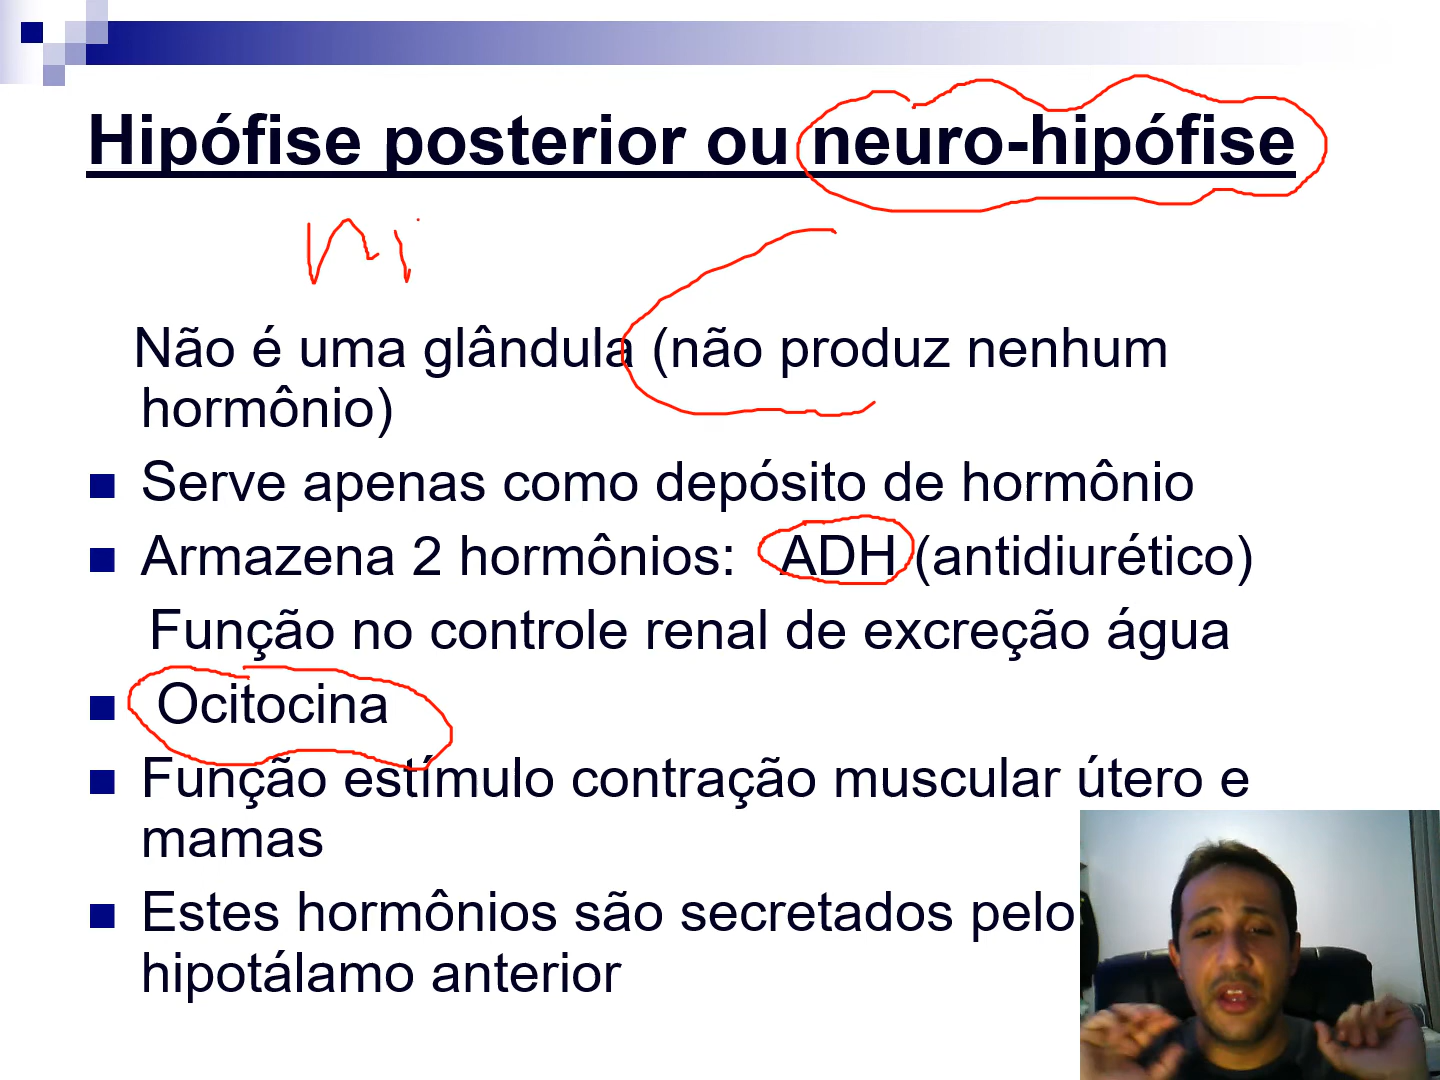 Hipófise posterior ou neuro-hipófise
Não é uma glândula (não produz nenhum
hormônio)
Serve apenas como depósito de hormônio
Armazena 2 hormônios: ADH (antidiurético)
Função no controle renal de excreção água
Ocitocina
Função estímulo contração muscular útero e
mamas
Estes hormônios são secretados pelo
hipotálamo anterior